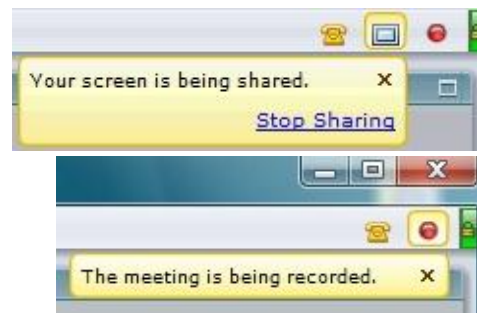 Your screen is being shared.
Stop Sharing
The meeting is being recorded.